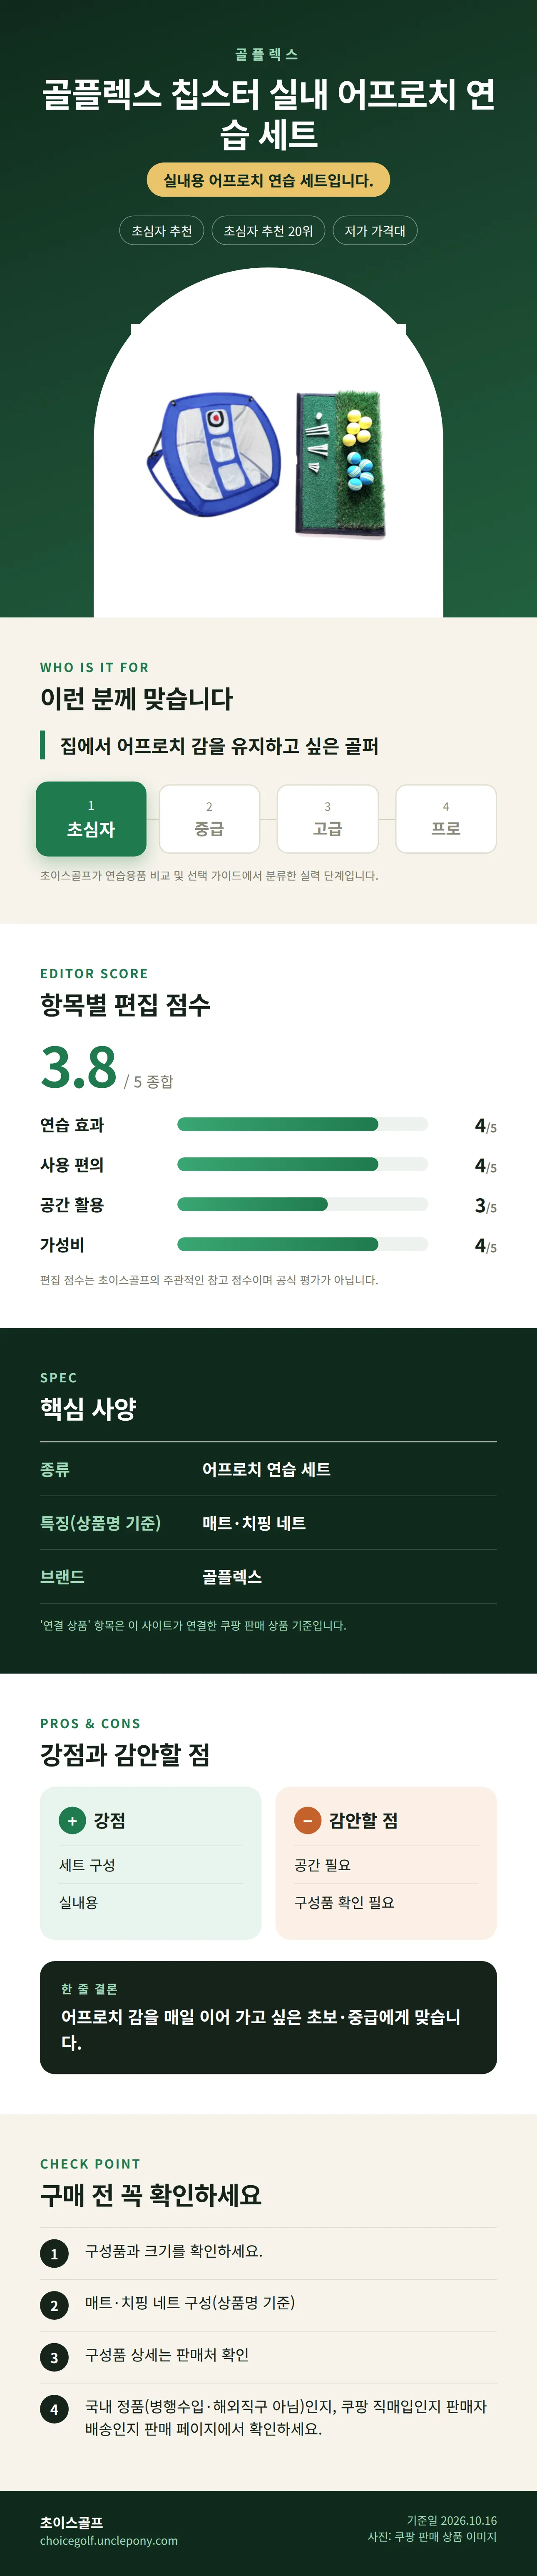 골플렉스
골플렉스 칩스터 실내 어프로치 연
습 세트
실내용 어프로치 연습 세트입니다.
초심자 추천
초심자 추천 20위
저가 가격대
WHO IS IT FOR
이런 분께 맞습니다
집에서 어프로치 감을 유지하고 싶은 골퍼
1
초심자
2
중급
3
고급
4
프로
초이스골프가 연습용품 비교 및 선택 가이드에서 분류한 실력 단계입니다.
EDITOR SCORE
항목별 편집 점수
3.8 / 5 종합
연습 효과 4/5
사용 편의 4/5
공간 활용 3/5
가성비 4/5
편집 점수는 초이스골프의 주관적인 참고 점수이며 공식 평가가 아닙니다.
SPEC
핵심 사양
종류 어프로치 연습 세트
특징(상품명 기준) 매트·치핑 네트
브랜드 골플렉스
'연결 상품' 항목은 이 사이트가 연결한 쿠팡 판매 상품 기준입니다.
PROS & CONS
강점과 감안할 점
+ 강점
세트 구성
실내용
− 감안할 점
공간 필요
구성품 확인 필요
한 줄 결론
어프로치 감을 매일 이어 가고 싶은 초보·중급에게 맞습니
다.
CHECK POINT
구매 전 꼭 확인하세요
1 구성품과 크기를 확인하세요.
2 매트·치핑 네트 구성(상품명 기준)
3 구성품 상세는 판매처 확인
4 국내 정품(병행수입·해외직구 아님)인지, 쿠팡 직매입인지 판매자
배송인지 판매 페이지에서 확인하세요.
초이스골프
choicegolf.unclepony.com
기준일 2026.10.16
사진: 쿠팡 판매 상품 이미지